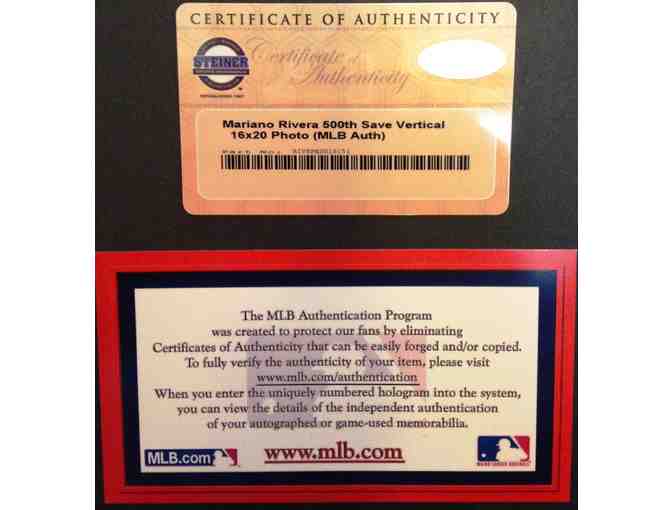 CERTIFICATE OF AUTHENTICITY
STEINER
Certificate of
Authenticity
Mariano Rivera 500th Save Vertical
16x20 Photo (MLB Auth)
The MLB Authentication Program
was created to protect our fans by eliminating
Certificates of Authenticity that can be easily forged and/or copied.
To fully verify the authenticity of your item, please visit
www.mlb.com/authentication
When you enter the uniquely numbered hologram into the system,
you can view the details of the independent authentication
of your autographed or game-used memorabilia.
MLB.com
www.mlb.com
MAJOR LEAGUE BASEBALL